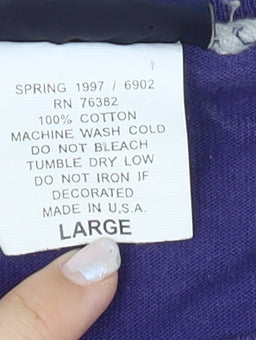 SPRING 1997 / 6902
RN 76382
100% COTTON
MACHINE WASH COLD
DO NOT BLEACH
TUMBLE DRY LOW
DO NOT IRON IF
DECORATED
MADE IN U.S.A.
LARGE